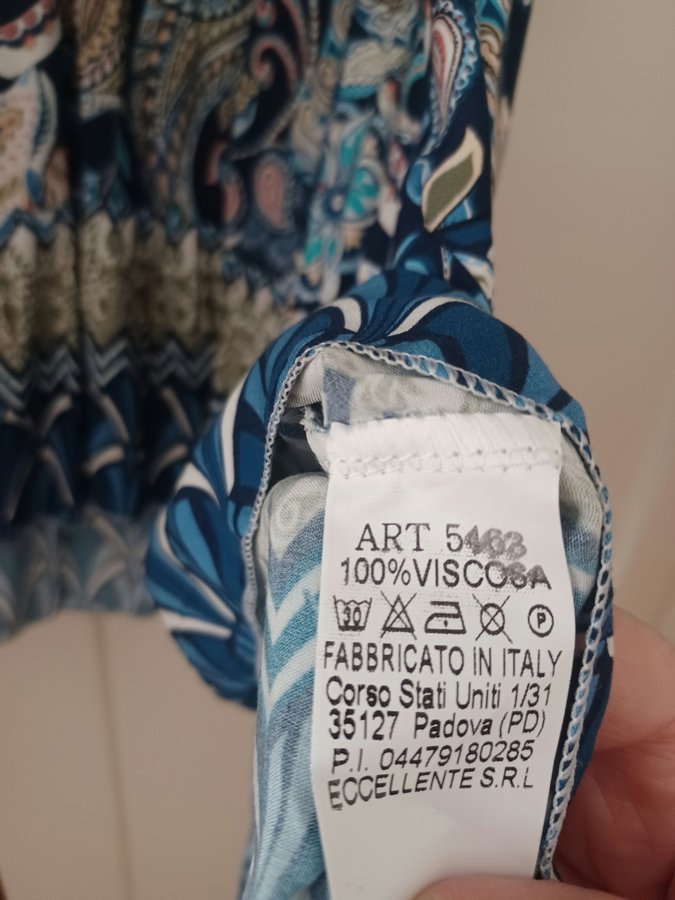 ART 5463
100%VISCOSA
30 P
FABBRICATO IN ITALY
Corso Stati Uniti 1/31
35127 Padova (PD)
P.I. 04479180285
ECCELLENTE S.R.L